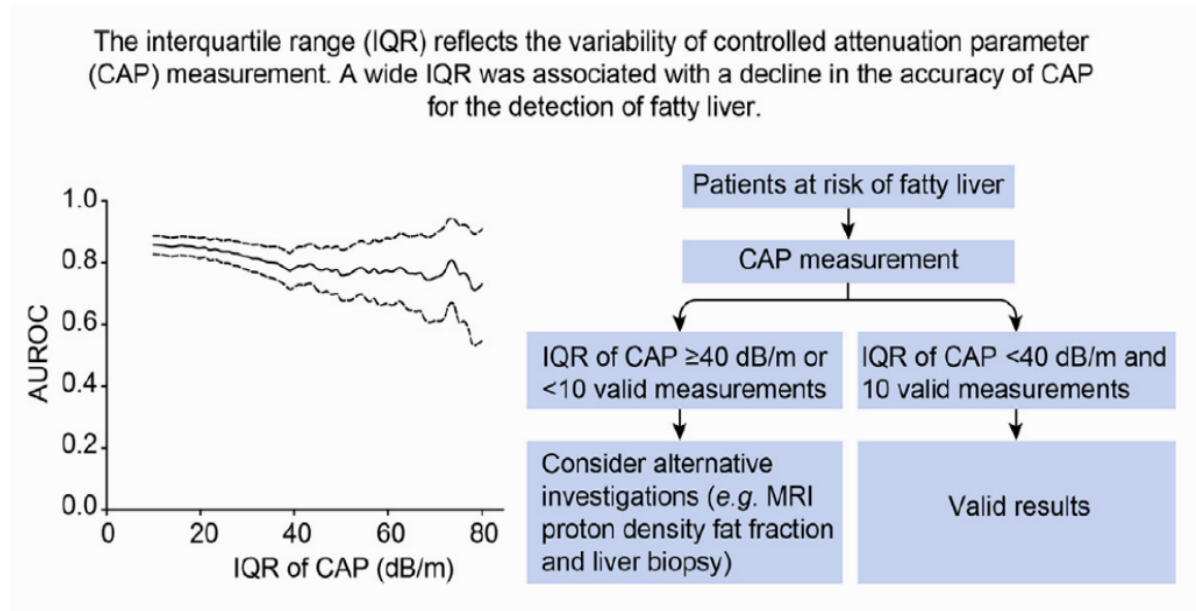 The interquartile range (IQR) reflects the variability of controlled attenuation parameter
(CAP) measurement. A wide IQR was associated with a decline in the accuracy of CAP
for the detection of fatty liver.
1.0
0.8
0.6
0.4
0.2
0.0
AUROC
0
20
40
60
80
IQR of CAP (dB/m)
Patients at risk of fatty liver
CAP measurement
IQR of CAP ≥40 dB/m or
<10 valid measurements
IQR of CAP <40 dB/m and
10 valid measurements
Consider alternative
investigations (e.g. MRI
proton density fat fraction
and liver biopsy)
Valid results